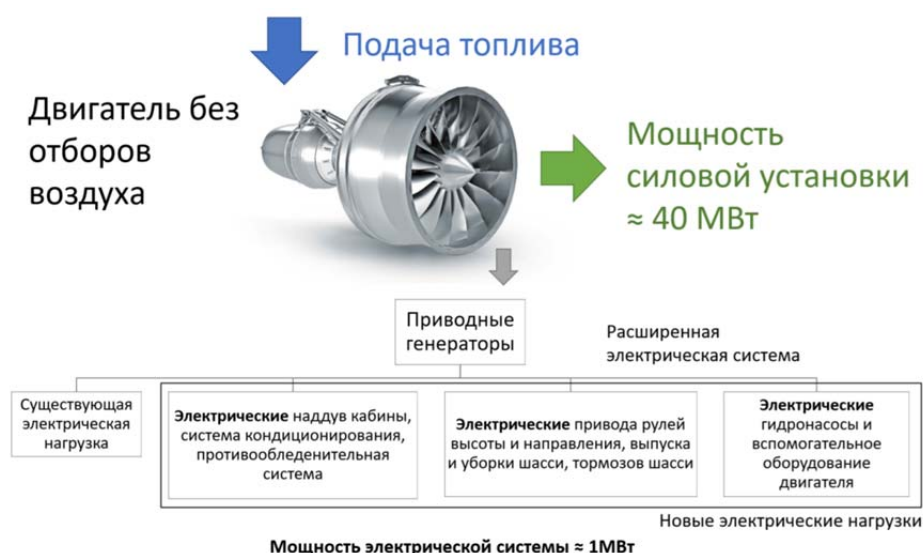 Подача топлива
Двигатель без
отборов
воздуха
Мощность
силовой установки
≈ 40 МВт
Приводные
генераторы
Расширенная
электрическая система
Существующая
электрическая
нагрузка
Электрические наддув кабины,
система кондиционирования,
противообледенительная
система
Электрические привода рулей
высоты и направления, выпуска
и уборки шасси, тормозов шасси
Электрические
гидронасосы и
вспомогательное
оборудование
двигателя
Новые электрические нагрузки
Мощность электрической системы ≈ 1МВт